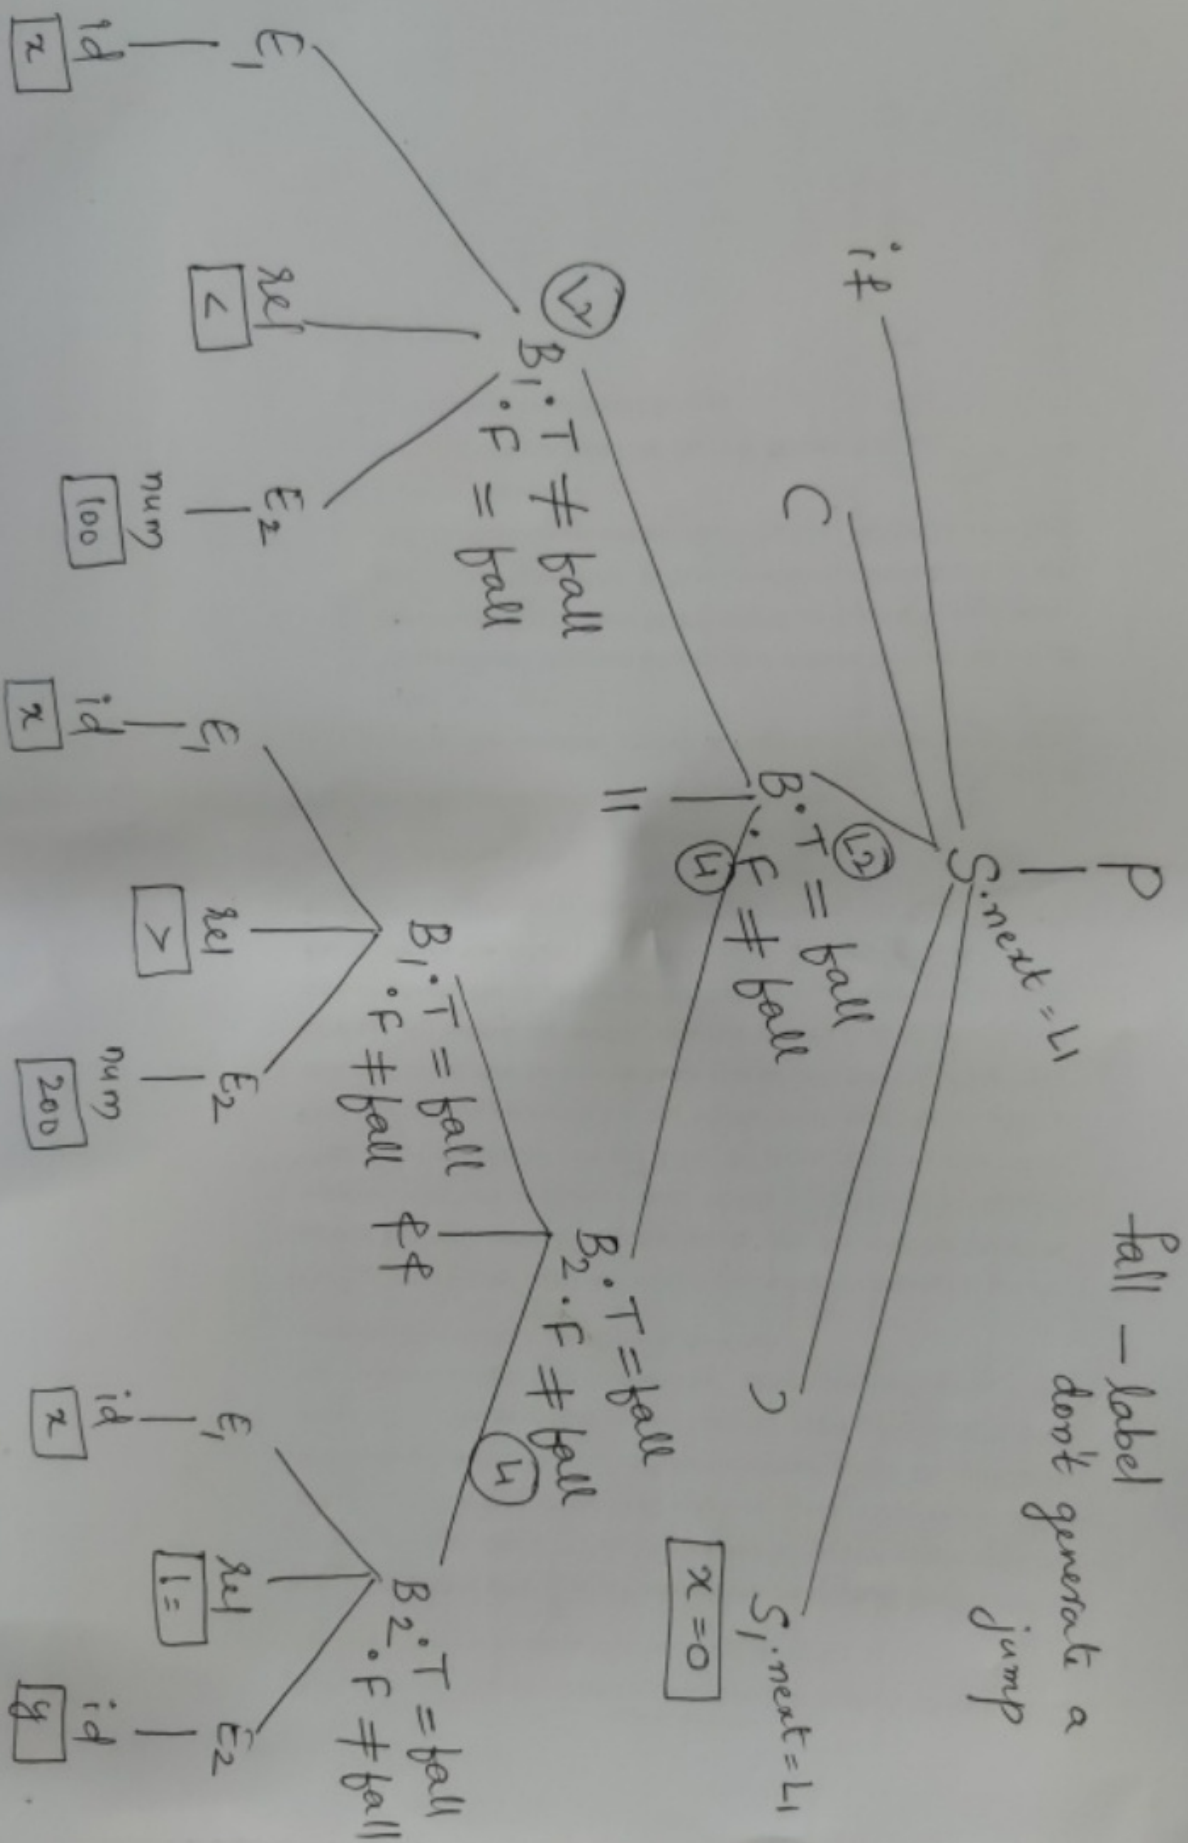 P
fall – label
don't generate a
jump
S.next = L1
if
(
L2
B.T = fall
.F ≠ fall
L1
)
S1.next = L1
x = 0
L2
B1.T ≠ fall
.F = fall
||
B2.T = fall
.F ≠ fall
L1
E1
rel
<
E2
B1.T = fall
.F ≠ fall
&&
B2.T = fall
.F ≠ fall
id
x
num
100
E1
rel
>
E2
E1
rel
!=
E2
id
x
num
200
id
x
id
y